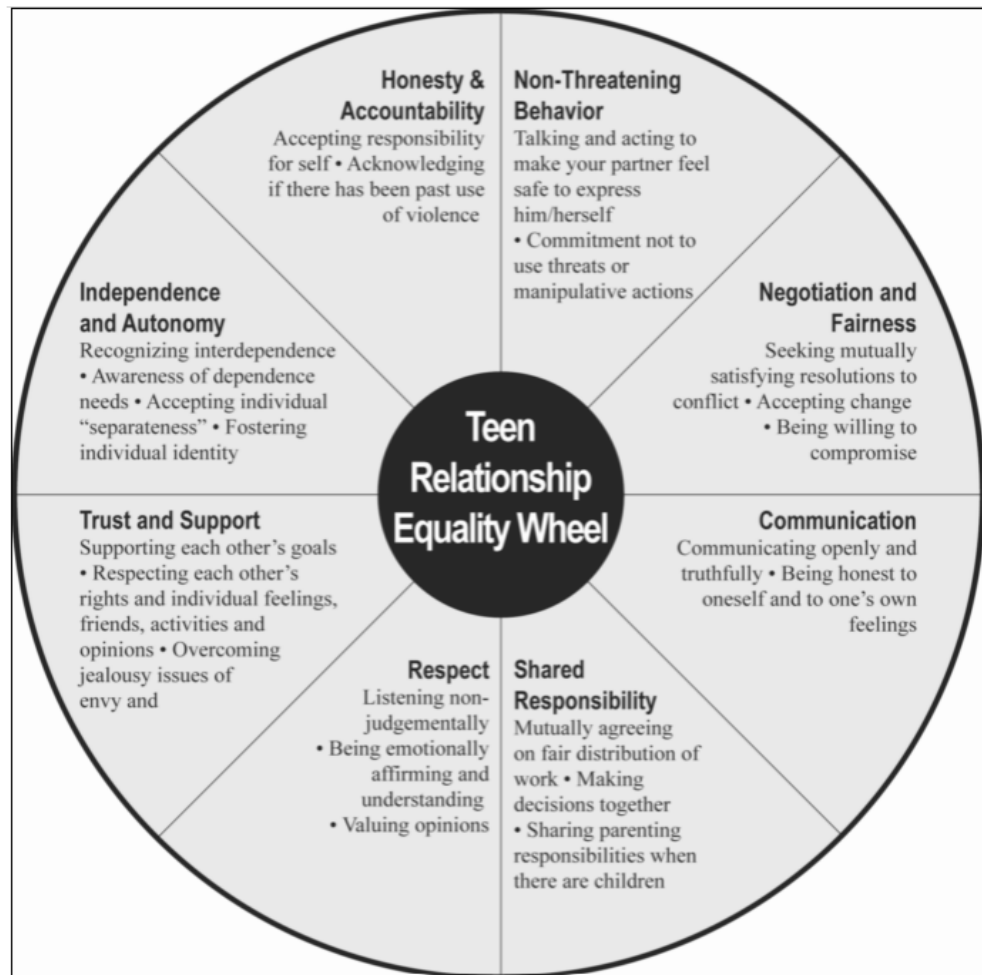 Honesty &
Accountability
Accepting responsibility
for self • Acknowledging
if there has been past use
of violence
Non-Threatening
Behavior
Talking and acting to
make your partner feel
safe to express
him/herself
• Commitment not to
use threats or
manipulative actions
Independence
and Autonomy
Recognizing interdependence
• Awareness of dependence
needs • Accepting individual
“separateness” • Fostering
individual identity
Negotiation and
Fairness
Seeking mutually
satisfying resolutions to
conflict • Accepting change
• Being willing to
compromise
Teen
Relationship
Equality Wheel
Trust and Support
Supporting each other’s goals
• Respecting each other’s
rights and individual feelings,
friends, activities and
opinions • Overcoming
jealousy issues of
envy and
Communication
Communicating openly and
truthfully • Being honest to
oneself and to one’s own
feelings
Respect
Listening non-
judgementally
• Being emotionally
affirming and
understanding
• Valuing opinions
Shared
Responsibility
Mutually agreeing
on fair distribution of
work • Making
decisions together
• Sharing parenting
responsibilities when
there are children